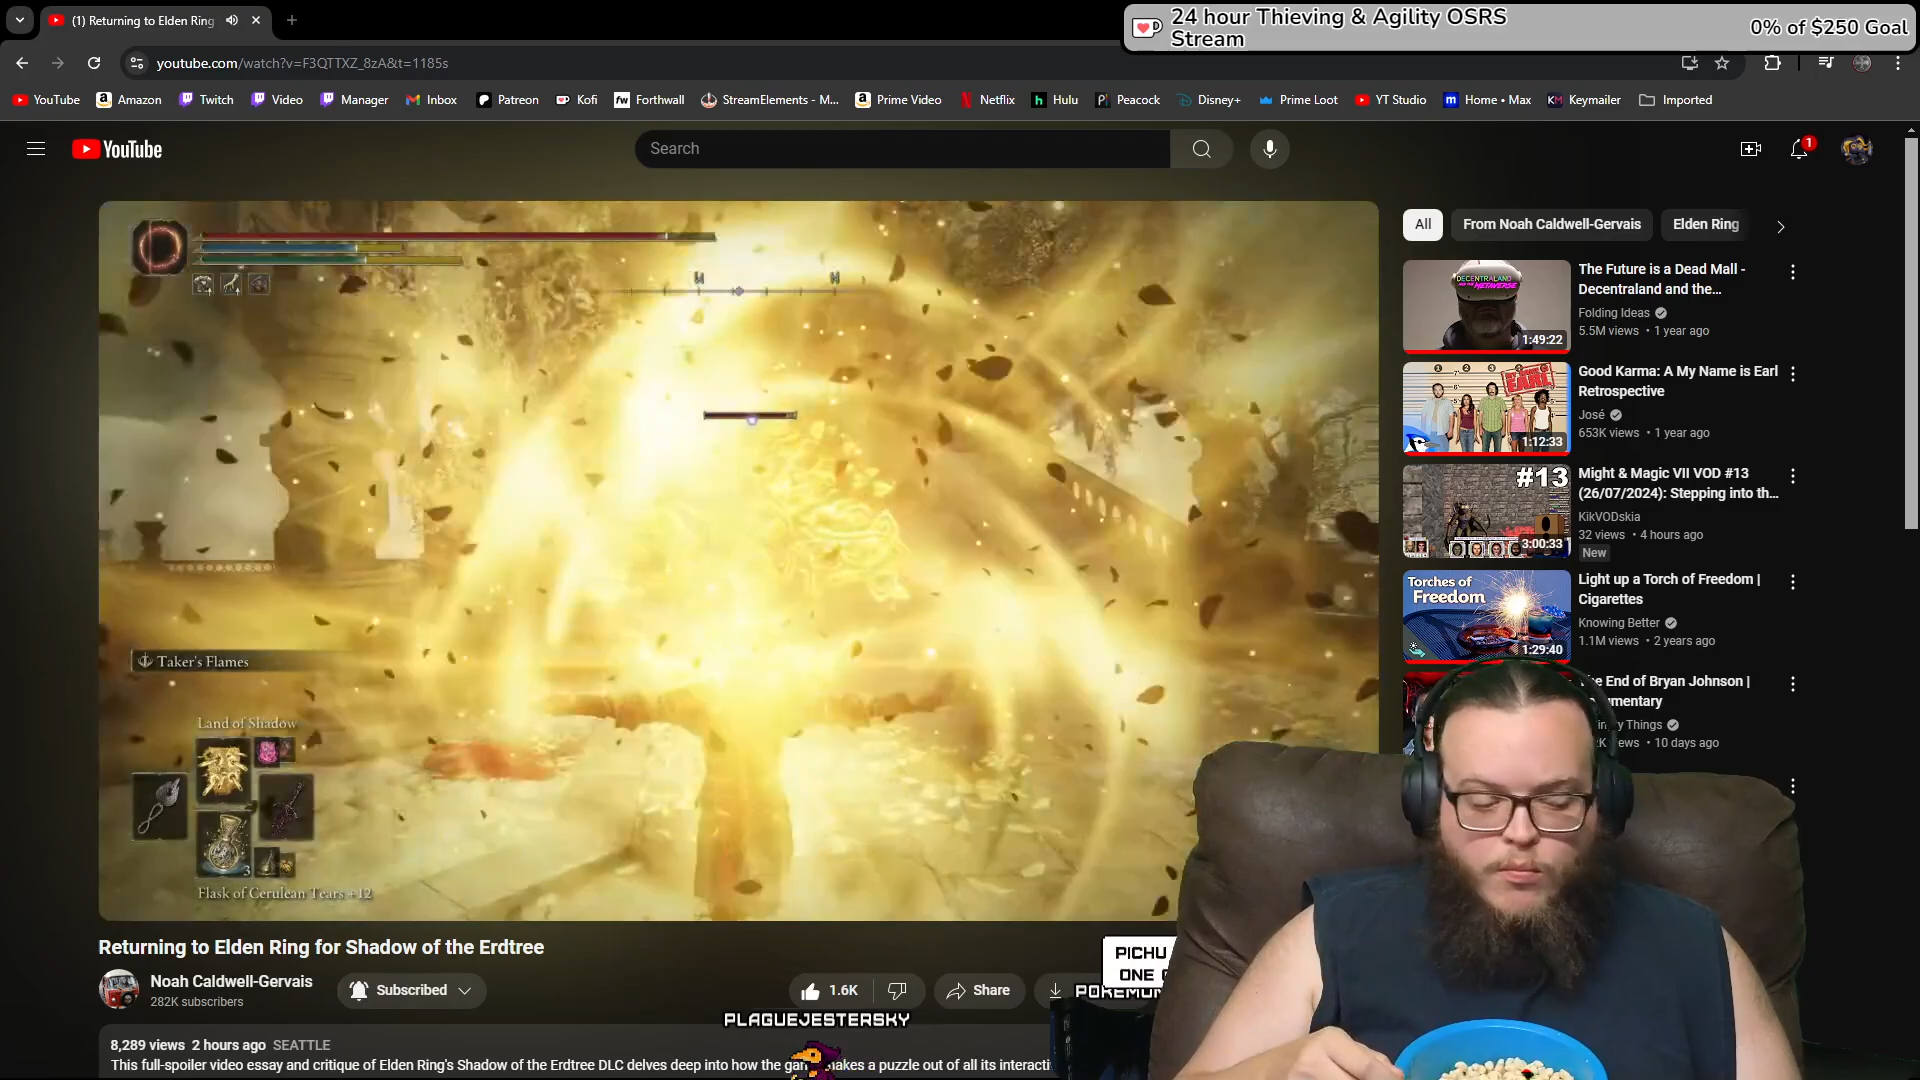 (1) Returning to Elden Ring
24 hour Thieving & Agility OSRS
Stream
0% of $250 Goal
youtube.com/watch?v=F3QTTXZ_8zA&t=1185s
YouTube
Amazon
Twitch
Video
Manager
Inbox
Patreon
Kofi
fw Forthwall
StreamElements - M...
Prime Video
Netflix
h Hulu
Peacock
Disney+
Prime Loot
YT Studio
m Home • Max
KM Keymailer
Imported
YouTube
Search
1
All
From Noah Caldwell-Gervais
Elden Ring
DECENTRALAND
1:49:22
The Future is a Dead Mall -
Decentraland and the...
Folding Ideas
5.5M views • 1 year ago
MY NAME IS EARL
1:12:33
Good Karma: A My Name is Earl
Retrospective
José
653K views • 1 year ago
#13
3:00:33
Might & Magic VII VOD #13
(26/07/2024): Stepping into th...
KikVODskia
32 views • 4 hours ago
New
Torches of
Freedom
1:29:40
Light up a Torch of Freedom |
Cigarettes
Knowing Better
1.1M views • 2 years ago
End of Bryan Johnson |
Things
10 days ago
Taker's Flames
Land of Shadow
3
Flask of Cerulean Tears +12
Returning to Elden Ring for Shadow of the Erdtree
Noah Caldwell-Gervais
282K subscribers
Subscribed
1.6K
Share
PICHU
ONE
PLAGUEJESTERSKY
8,289 views 2 hours ago SEATTLE
This full-spoiler video essay and critique of Elden Ring's Shadow of the Erdtree DLC delves deep into how the makes a puzzle out of all its